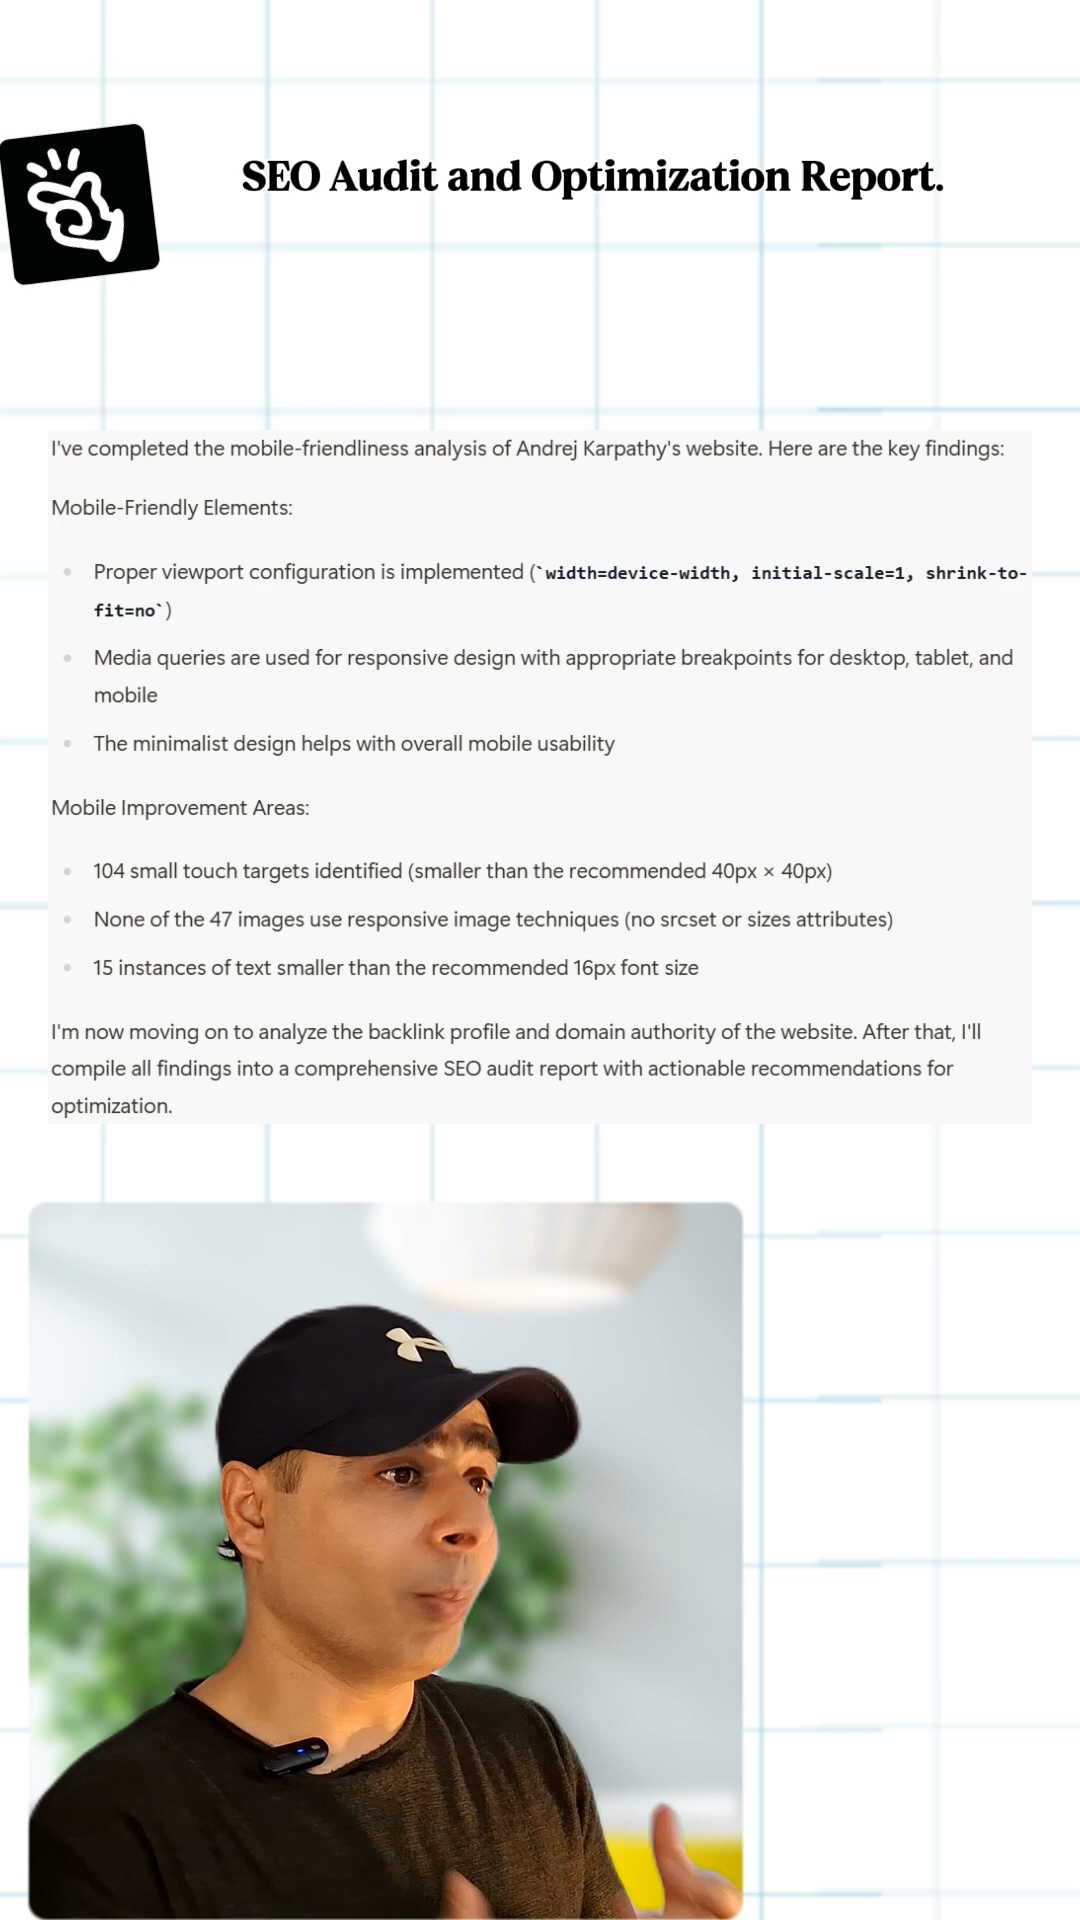 SEO Audit and Optimization Report.
I've completed the mobile-friendliness analysis of Andrej Karpathy's website. Here are the key findings:
Mobile-Friendly Elements:
Proper viewport configuration is implemented (`width=device-width, initial-scale=1, shrink-to-
fit=no`)
Media queries are used for responsive design with appropriate breakpoints for desktop, tablet, and
mobile
The minimalist design helps with overall mobile usability
Mobile Improvement Areas:
104 small touch targets identified (smaller than the recommended 40px × 40px)
None of the 47 images use responsive image techniques (no srcset or sizes attributes)
15 instances of text smaller than the recommended 16px font size
I'm now moving on to analyze the backlink profile and domain authority of the website. After that, I'll
compile all findings into a comprehensive SEO audit report with actionable recommendations for
optimization.